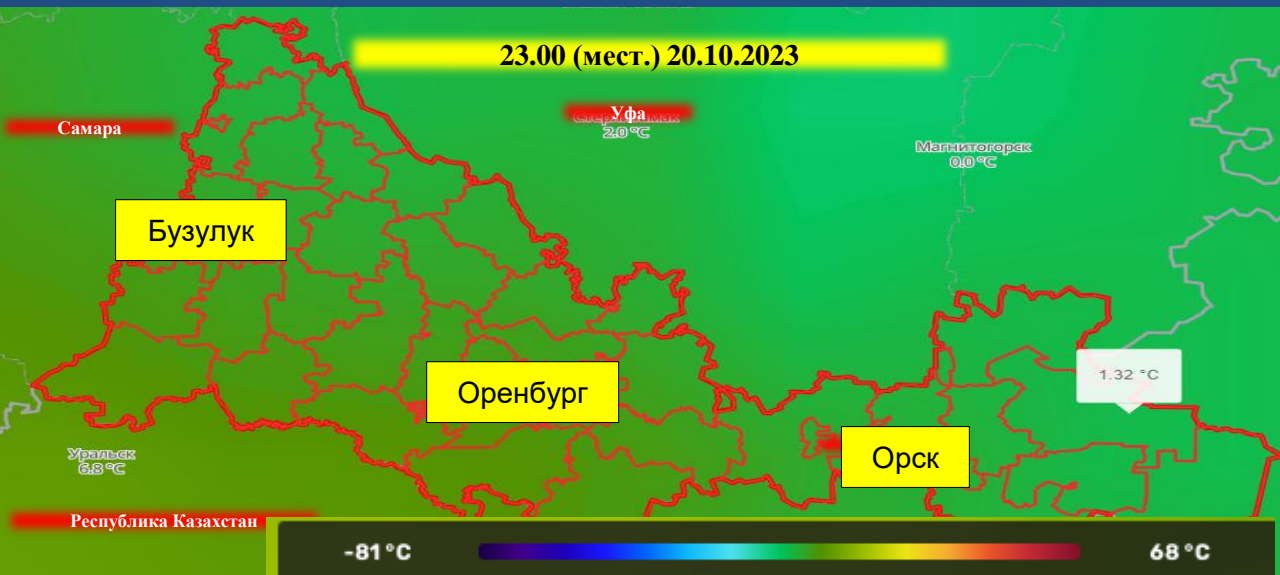 23.00 (мест.) 20.10.2023
Самара
Уфа
2.0 °C
Магнитогорск
0.0 °C
Бузулук
Оренбург
1.32 °C
Орск
Уральск
6.8 °C
Республика Казахстан
-81°C
68°C